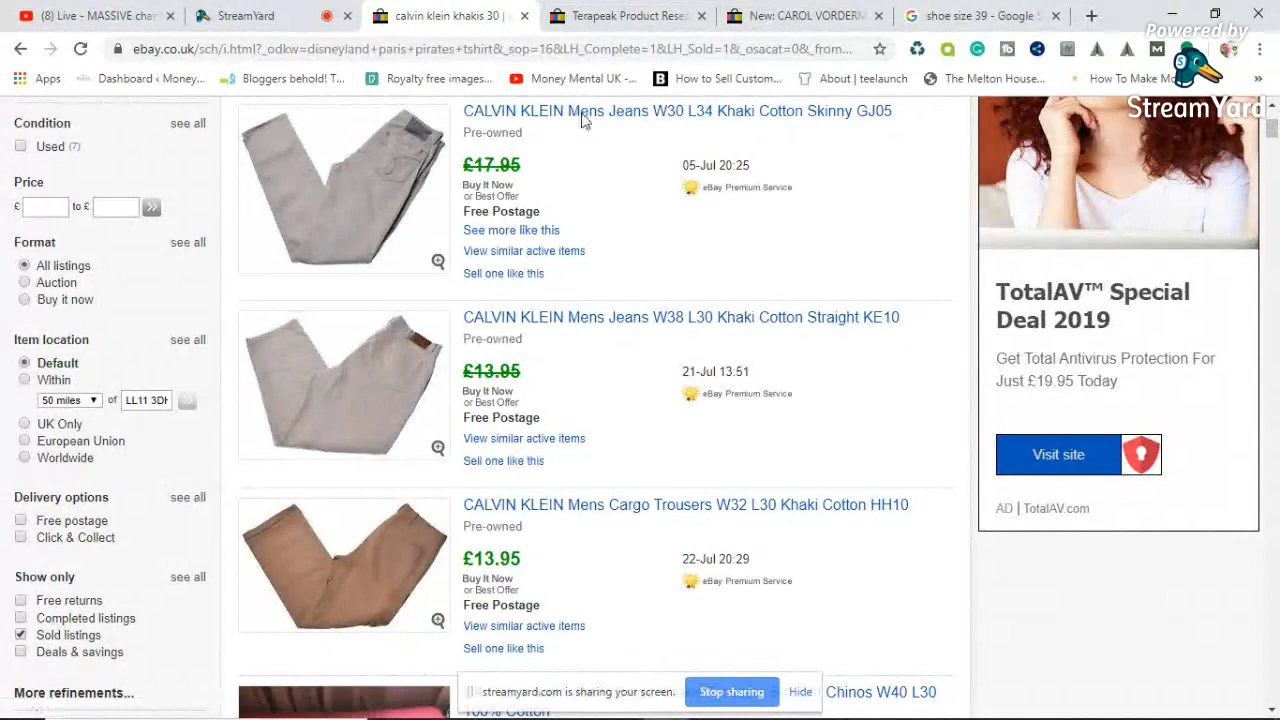 (8) Live - MASSIVE chart
StreamYard
calvin klein khakis 30 |
Terapeak Product Rese
New: CAROL VORDERM
shoe size 39 - Google S
Powered by
StreamYard
ebay.co.uk/sch/i.html?_odkw=disneyland+paris+pirates+tshirt&_sop=16&LH_Complete=1&LH_Sold=1&_osacat=0&_from...
Apps
Dashboard ‹ Money...
Bloggers behold! T...
Royalty free images...
Money Mental UK -...
How to Sell Custom...
About | teelaunch
The Melton House...
How To Make Mo
Condition
see all
Used (7)
Price
£
to £
Format
see all
All listings
Auction
Buy it now
Item location
see all
Default
Within
50 miles
of
LL11 3DH
UK Only
European Union
Worldwide
Delivery options
see all
Free postage
Click & Collect
Show only
see all
Free returns
Completed listings
Sold listings
Deals & savings
More refinements...
CALVIN KLEIN Mens Jeans W30 L34 Khaki Cotton Skinny GJ05
Pre-owned
£17.95
05-Jul 20:25
Buy It Now
eBay Premium Service
or Best Offer
Free Postage
See more like this
View similar active items
Sell one like this
CALVIN KLEIN Mens Jeans W38 L30 Khaki Cotton Straight KE10
Pre-owned
£13.95
21-Jul 13:51
Buy It Now
eBay Premium Service
or Best Offer
Free Postage
View similar active items
Sell one like this
CALVIN KLEIN Mens Cargo Trousers W32 L30 Khaki Cotton HH10
Pre-owned
£13.95
22-Jul 20:29
Buy It Now
eBay Premium Service
or Best Offer
Free Postage
View similar active items
Sell one like this
Chinos W40 L30
100% Cotton
streamyard.com is sharing your screen.
Stop sharing
Hide
TotalAV™ Special
Deal 2019
Get Total Antivirus Protection For
Just £19.95 Today
Visit site
AD | TotalAV.com